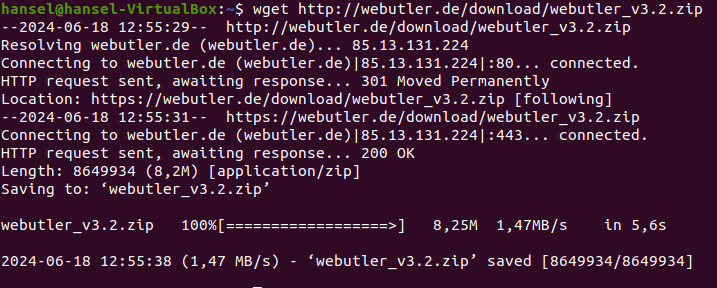 hansel@hansel-VirtualBox:~$ wget http://webutler.de/download/webutler_v3.2.zip
--2024-06-18 12:55:29--  http://webutler.de/download/webutler_v3.2.zip
Resolving webutler.de (webutler.de)... 85.13.131.224
Connecting to webutler.de (webutler.de)|85.13.131.224|:80... connected.
HTTP request sent, awaiting response... 301 Moved Permanently
Location: https://webutler.de/download/webutler_v3.2.zip [following]
--2024-06-18 12:55:31--  https://webutler.de/download/webutler_v3.2.zip
Connecting to webutler.de (webutler.de)|85.13.131.224|:443... connected.
HTTP request sent, awaiting response... 200 OK
Length: 8649934 (8,2M) [application/zip]
Saving to: ‘webutler_v3.2.zip’
webutler_v3.2.zip   100%[==================>]   8,25M  1,47MB/s    in 5,6s
2024-06-18 12:55:38 (1,47 MB/s) - ‘webutler_v3.2.zip’ saved [8649934/8649934]